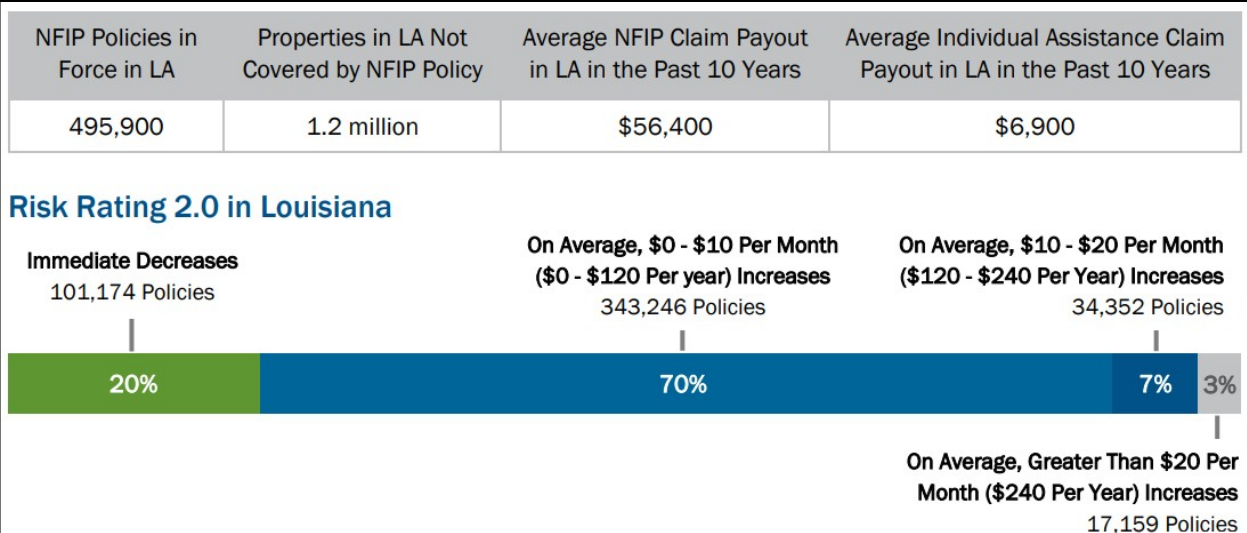 NFIP Policies in
Force in LA
Properties in LA Not
Covered by NFIP Policy
Average NFIP Claim Payout
in LA in the Past 10 Years
Average Individual Assistance Claim
Payout in LA in the Past 10 Years
495,900
1.2 million
$56,400
$6,900
Risk Rating 2.0 in Louisiana
Immediate Decreases
101,174 Policies
On Average, $0 - $10 Per Month
($0 - $120 Per year) Increases
343,246 Policies
On Average, $10 - $20 Per Month
($120 - $240 Per Year) Increases
34,352 Policies
20%
70%
7%
3%
On Average, Greater Than $20 Per
Month ($240 Per Year) Increases
17,159 Policies